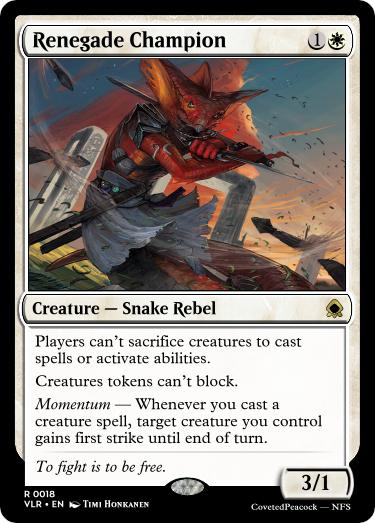 Renegade Champion 1
Creature — Snake Rebel
Players can't sacrifice creatures to cast
spells or activate abilities.
Creatures tokens can't block.
Momentum — Whenever you cast a
creature spell, target creature you control
gains first strike until end of turn.
To fight is to be free.
3/1
R 0018
VLR • EN Timi Honkanen
CovetedPeacock — NFS